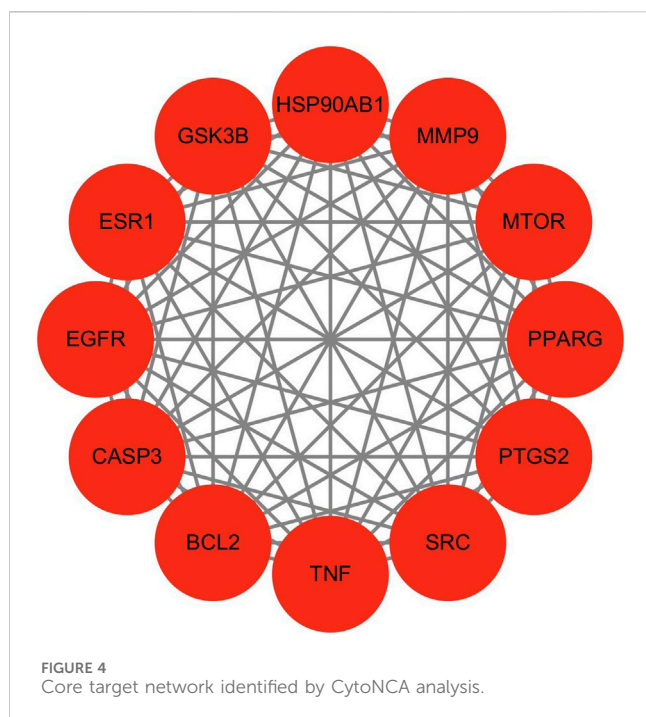 HSP90AB1
GSK3B
MMP9
ESR1
MTOR
EGFR
PPARG
CASP3
PTGS2
BCL2
SRC
TNF
FIGURE 4
Core target network identified by CytoNCA analysis.